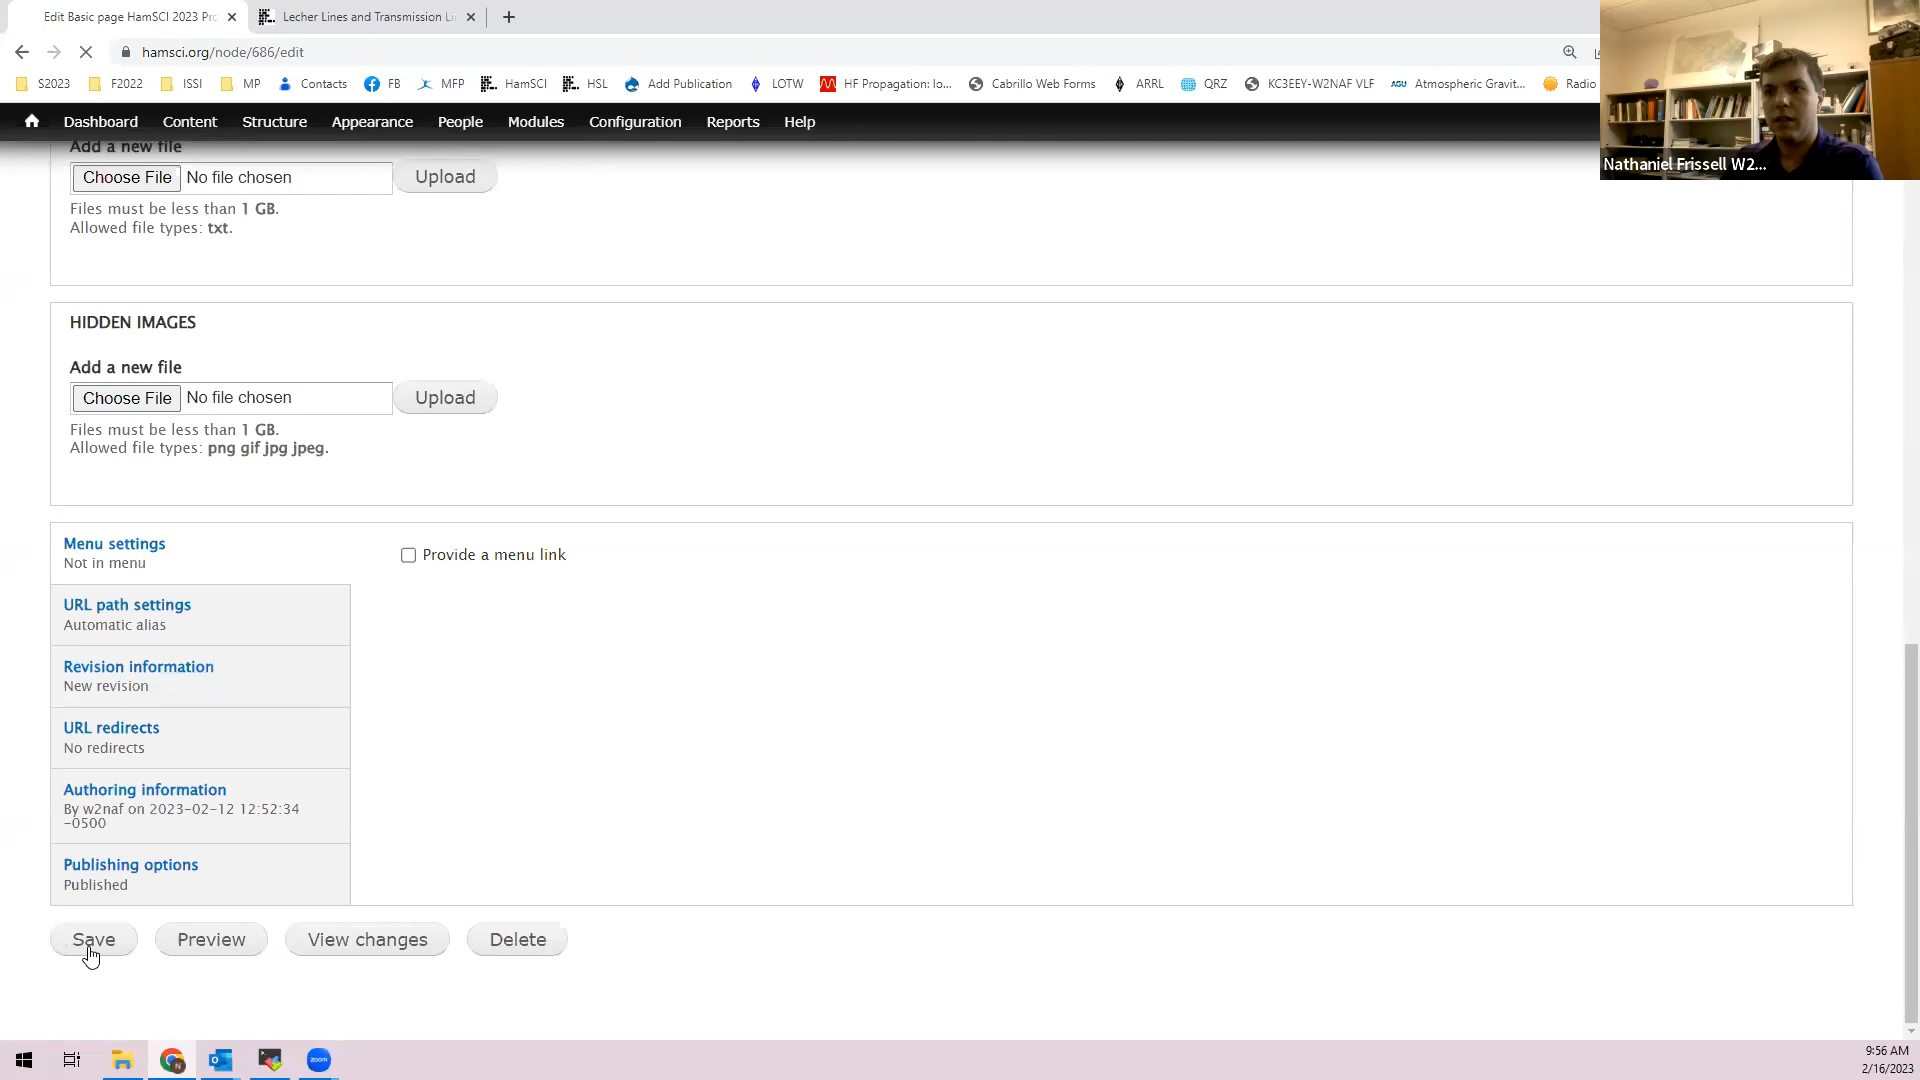 Edit Basic page HamSCI 2023 Pr
Lecher Lines and Transmission Li
hamsci.org/node/686/edit
S2023
F2022
ISSI
MP
Contacts
FB
MFP
HamSCI
HSL
Add Publication
LOTW
HF Propagation: Io...
Cabrillo Web Forms
ARRL
QRZ
KC3EEY-W2NAF VLF
AGU
Atmospheric Gravit...
Radio
Dashboard
Content
Structure
Appearance
People
Modules
Configuration
Reports
Help
Nathaniel Frissell W2...
Add a new file
Choose File No file chosen
Upload
Files must be less than 1 GB.
Allowed file types: txt.
HIDDEN IMAGES
Add a new file
Choose File No file chosen
Upload
Files must be less than 1 GB.
Allowed file types: png gif jpg jpeg.
Menu settings
Not in menu
Provide a menu link
URL path settings
Automatic alias
Revision information
New revision
URL redirects
No redirects
Authoring information
By w2naf on 2023-02-12 12:52:34
-0500
Publishing options
Published
Save
Preview
View changes
Delete
zoom
9:56 AM
2/16/2023